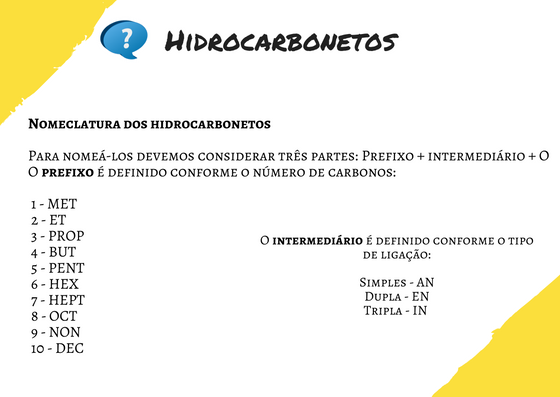 ?
Hidrocarbonetos
Nomeclatura dos hidrocarbonetos
Para nomeá-los devemos considerar três partes: Prefixo + intermediário + O
O prefixo é definido conforme o número de carbonos:
1 - MET
2 - ET
3 - PROP
4 - BUT
5 - PENT
6 - HEX
7 - HEPT
8 - OCT
9 - NON
10 - DEC
O intermediário é definido conforme o tipo
de ligação:
Simples - AN
Dupla - EN
Tripla - IN